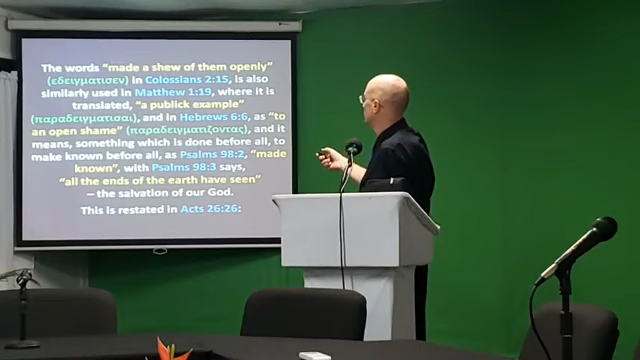 The words “made a shew of them openly”
(εδειγματισεν) in Colossians 2:15, is also
similarly used in Matthew 1:19, where it is
translated, “a publick example”
(παραδειγματισαι), and in Hebrews 6:6, as “to
an open shame” (παραδειγματιζοντας), and it
means, something which is done before all, to
make known before all, as Psalms 98:2, “made
known”, with Psalms 98:3 says,
“all the ends of the earth have seen”
– the salvation of our God.
This is restated in Acts 26:26: